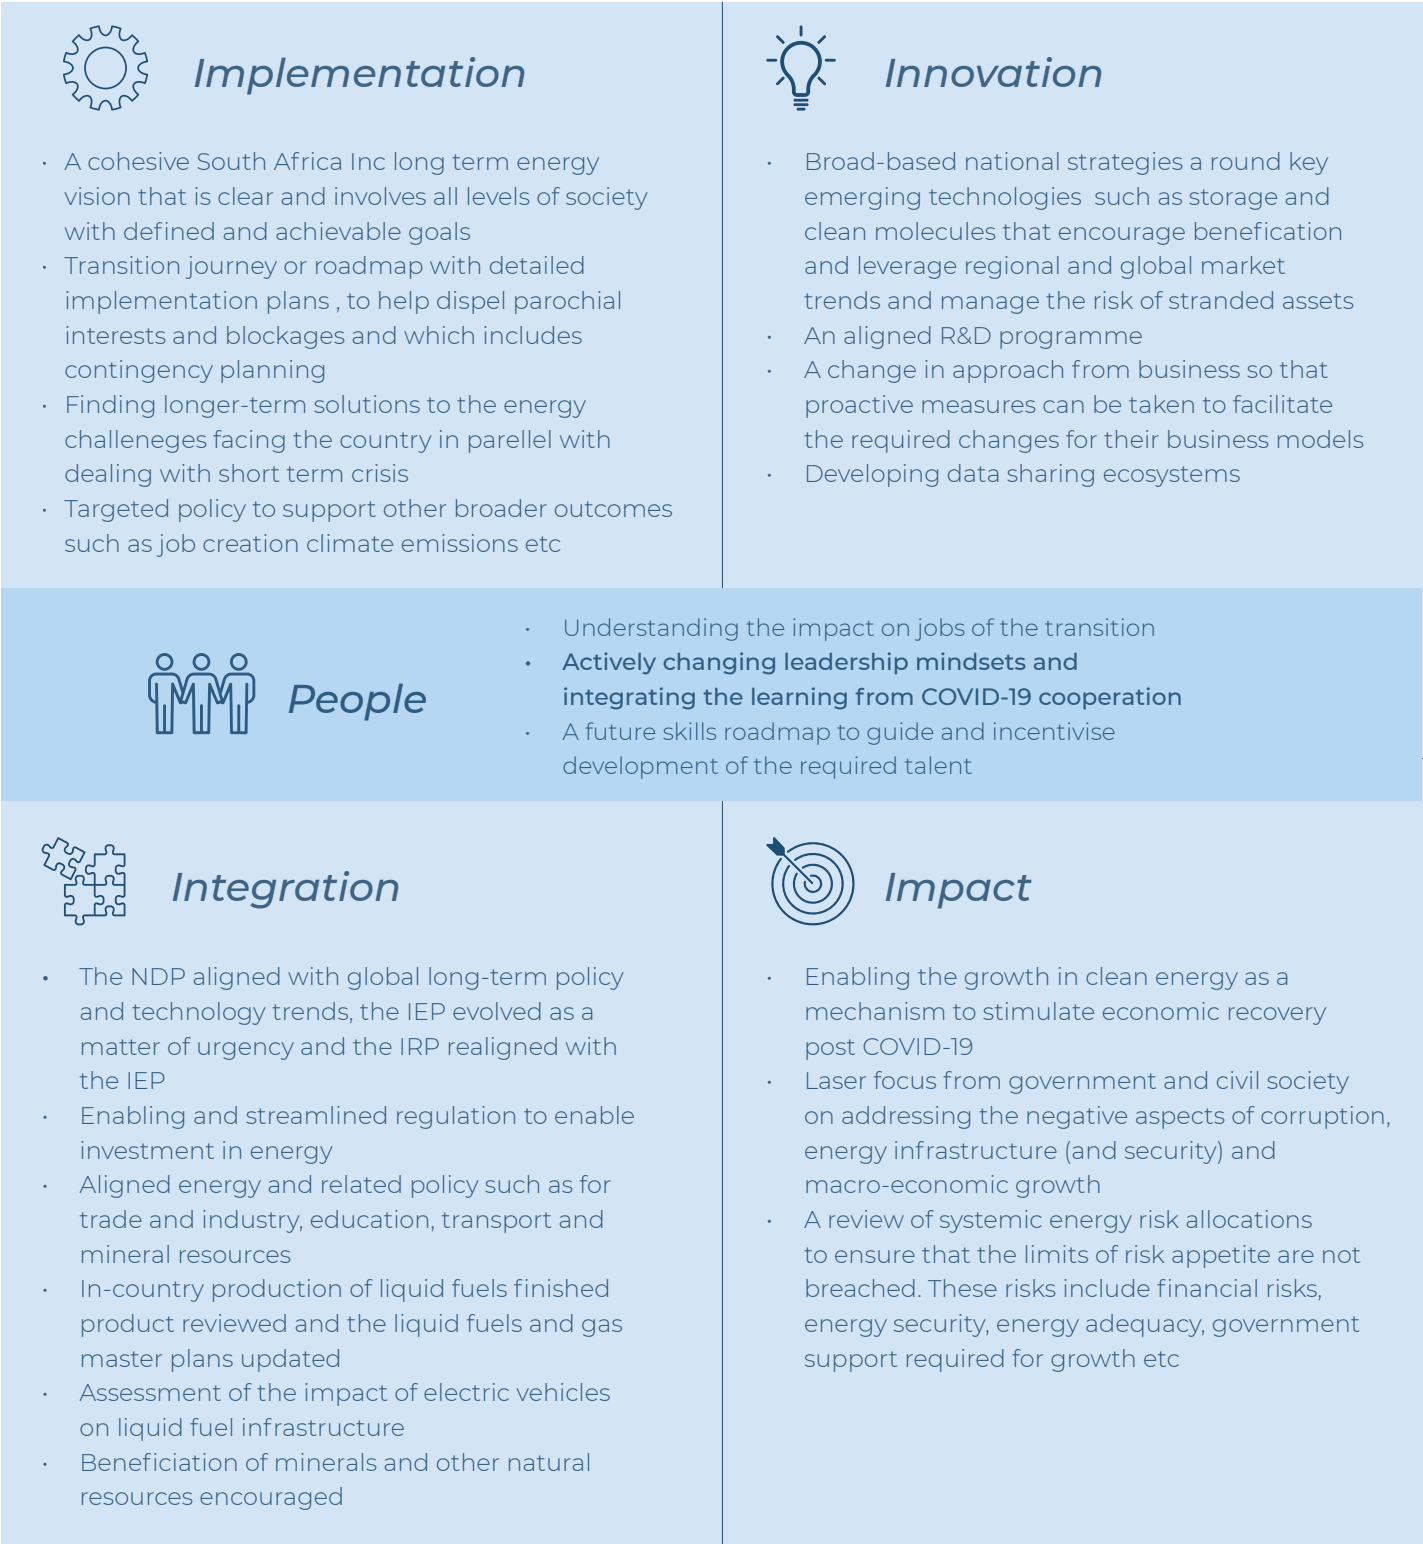 Implementation
• A cohesive South Africa Inc long term energy
vision that is clear and involves all levels of society
with defined and achievable goals
• Transition journey or roadmap with detailed
implementation plans , to help dispel parochial
interests and blockages and which includes
contingency planning
• Finding longer-term solutions to the energy
challeneges facing the country in parellel with
dealing with short term crisis
• Targeted policy to support other broader outcomes
such as job creation climate emissions etc
Innovation
• Broad-based national strategies a round key
emerging technologies  such as storage and
clean molecules that encourage benefication
and leverage regional and global market
trends and manage the risk of stranded assets
• An aligned R&D programme
• A change in approach from business so that
proactive measures can be taken to facilitate
the required changes for their business models
• Developing data sharing ecosystems
People
• Understanding the impact on jobs of the transition
• Actively changing leadership mindsets and
integrating the learning from COVID-19 cooperation
• A future skills roadmap to guide and incentivise
development of the required talent
Integration
• The NDP aligned with global long-term policy
and technology trends, the IEP evolved as a
matter of urgency and the IRP realigned with
the IEP
• Enabling and streamlined regulation to enable
investment in energy
• Aligned energy and related policy such as for
trade and industry, education, transport and
mineral resources
• In-country production of liquid fuels finished
product reviewed and the liquid fuels and gas
master plans updated
• Assessment of the impact of electric vehicles
on liquid fuel infrastructure
• Beneficiation of minerals and other natural
resources encouraged
Impact
• Enabling the growth in clean energy as a
mechanism to stimulate economic recovery
post COVID-19
• Laser focus from government and civil society
on addressing the negative aspects of corruption,
energy infrastructure (and security) and
macro-economic growth
• A review of systemic energy risk allocations
to ensure that the limits of risk appetite are not
breached. These risks include financial risks,
energy security, energy adequacy, government
support required for growth etc